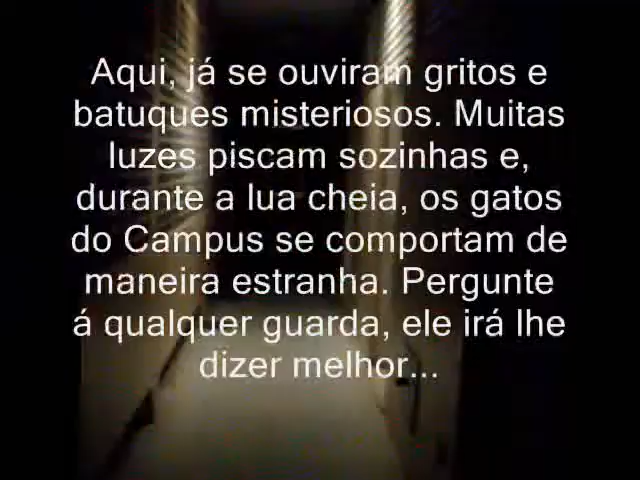 Aqui, já se ouviram gritos e
batuques misteriosos. Muitas
luzes piscam sozinhas e,
durante a lua cheia, os gatos
do Campus se comportam de
maneira estranha. Pergunte
á qualquer guarda, ele irá lhe
dizer melhor...